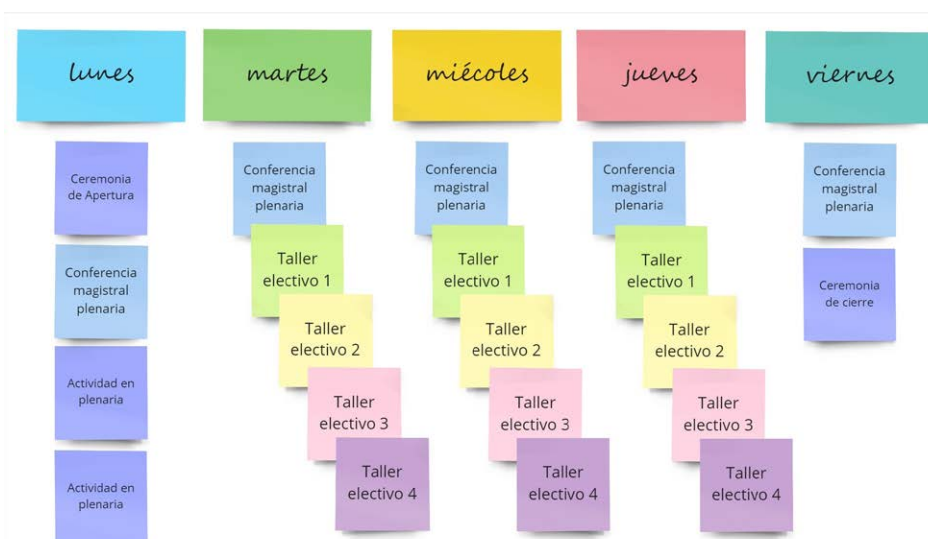 lunes
martes
miécoles
jueves
viernes
Ceremonia
de Apertura
Conferencia
magistral
plenaria
Actividad en
plenaria
Actividad en
plenaria
Conferencia
magistral
plenaria
Taller
electivo 1
Taller
electivo 2
Taller
electivo 3
Taller
electivo 4
Conferencia
magistral
plenaria
Taller
electivo 1
Taller
electivo 2
Taller
electivo 3
Taller
electivo 4
Conferencia
magistral
plenaria
Taller
electivo 1
Taller
electivo 2
Taller
electivo 3
Taller
electivo 4
Conferencia
magistral
plenaria
Ceremonia
de cierre